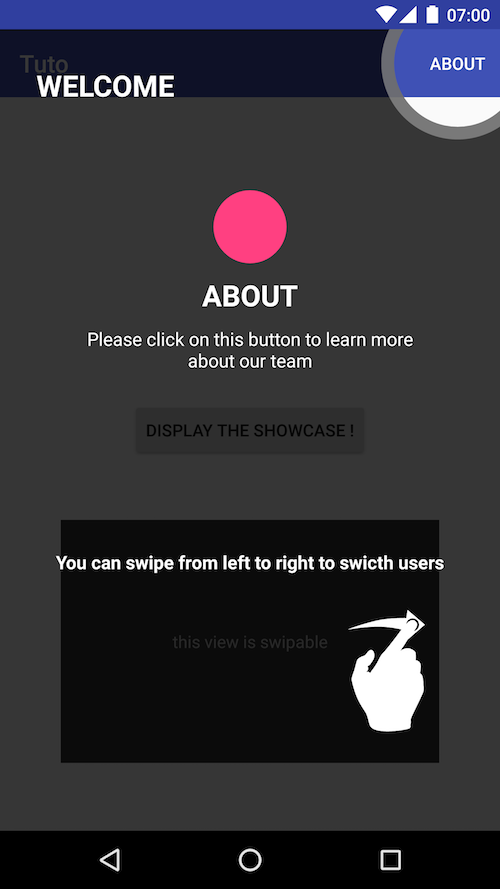 07:00
Tuto
WELCOME
ABOUT
ABOUT
Please click on this button to learn more
about our team
DISPLAY THE SHOWCASE !
You can swipe from left to right to swicth users
this view is swipable